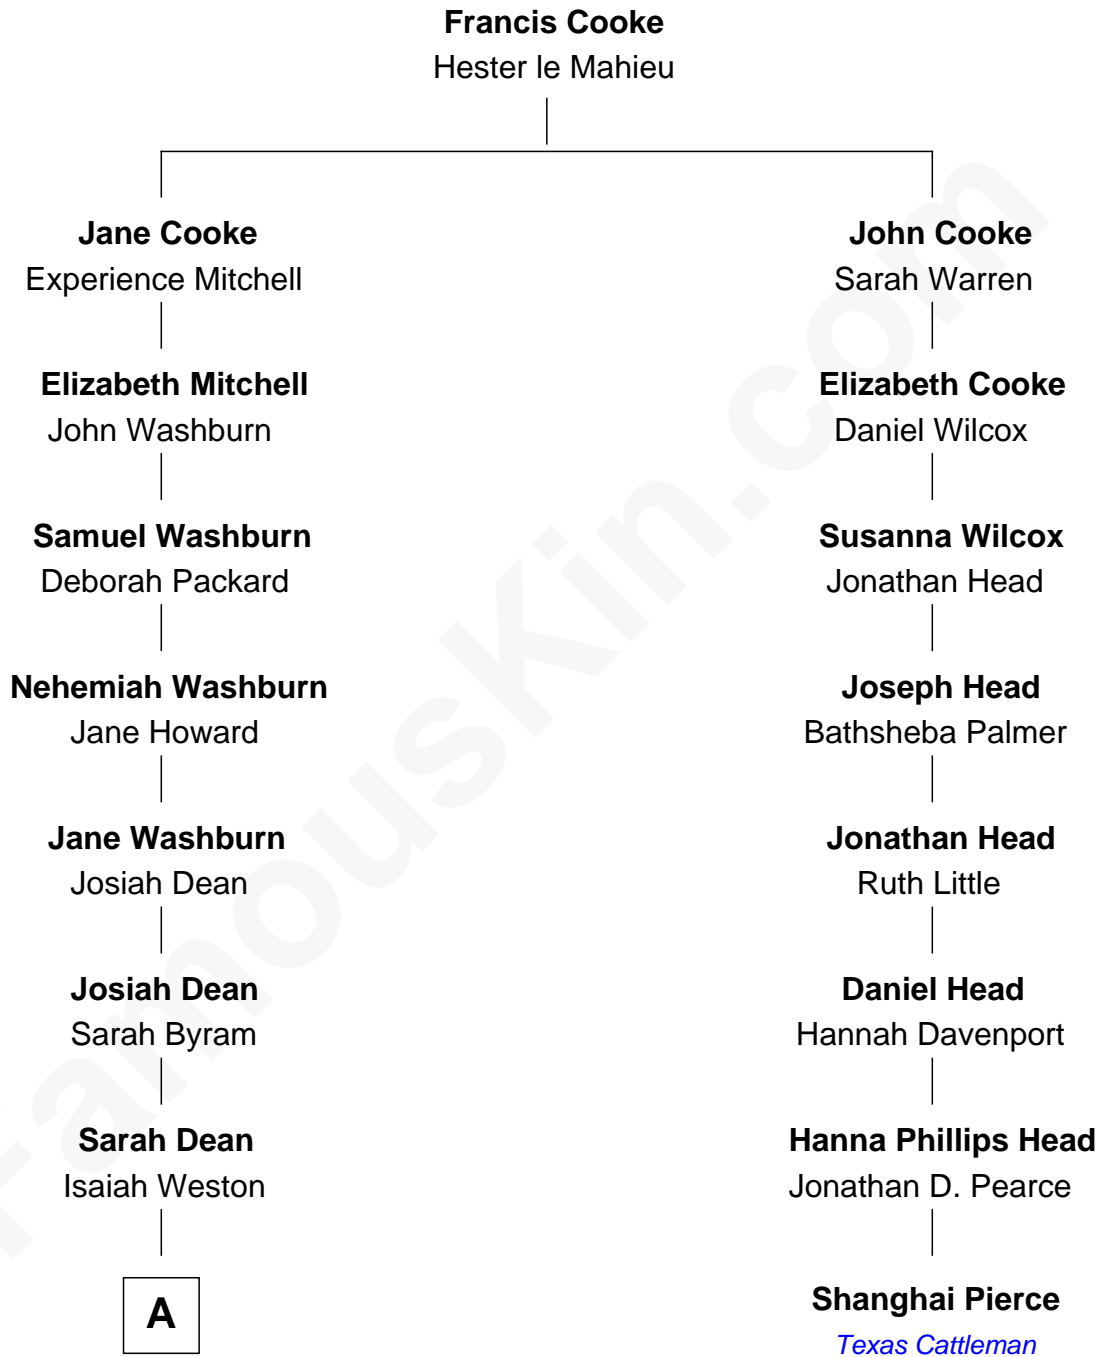 Francis Cooke
Hester le Mahieu
Jane Cooke
Experience Mitchell
John Cooke
Sarah Warren
Elizabeth Mitchell
John Washburn
Elizabeth Cooke
Daniel Wilcox
Samuel Washburn
Deborah Packard
Susanna Wilcox
Jonathan Head
Nehemiah Washburn
Jane Howard
Joseph Head
Bathsheba Palmer
Jane Washburn
Josiah Dean
Jonathan Head
Ruth Little
Josiah Dean
Sarah Byram
Daniel Head
Hannah Davenport
Sarah Dean
Isaiah Weston
Hanna Phillips Head
Jonathan D. Pearce
A
Shanghai Pierce
Texas Cattleman
FamousKin.com